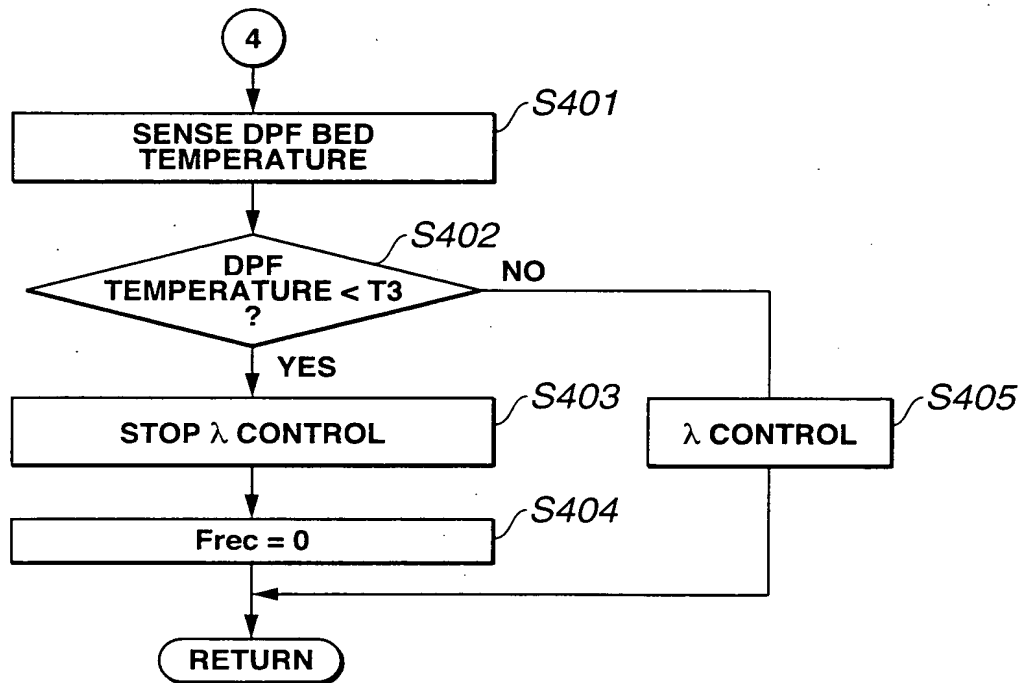 4
S401
SENSE DPF BED
TEMPERATURE
S402
DPF
TEMPERATURE < T3
?
NO
YES
S403
STOP λ CONTROL
S405
λ CONTROL
S404
Frec = 0
RETURN